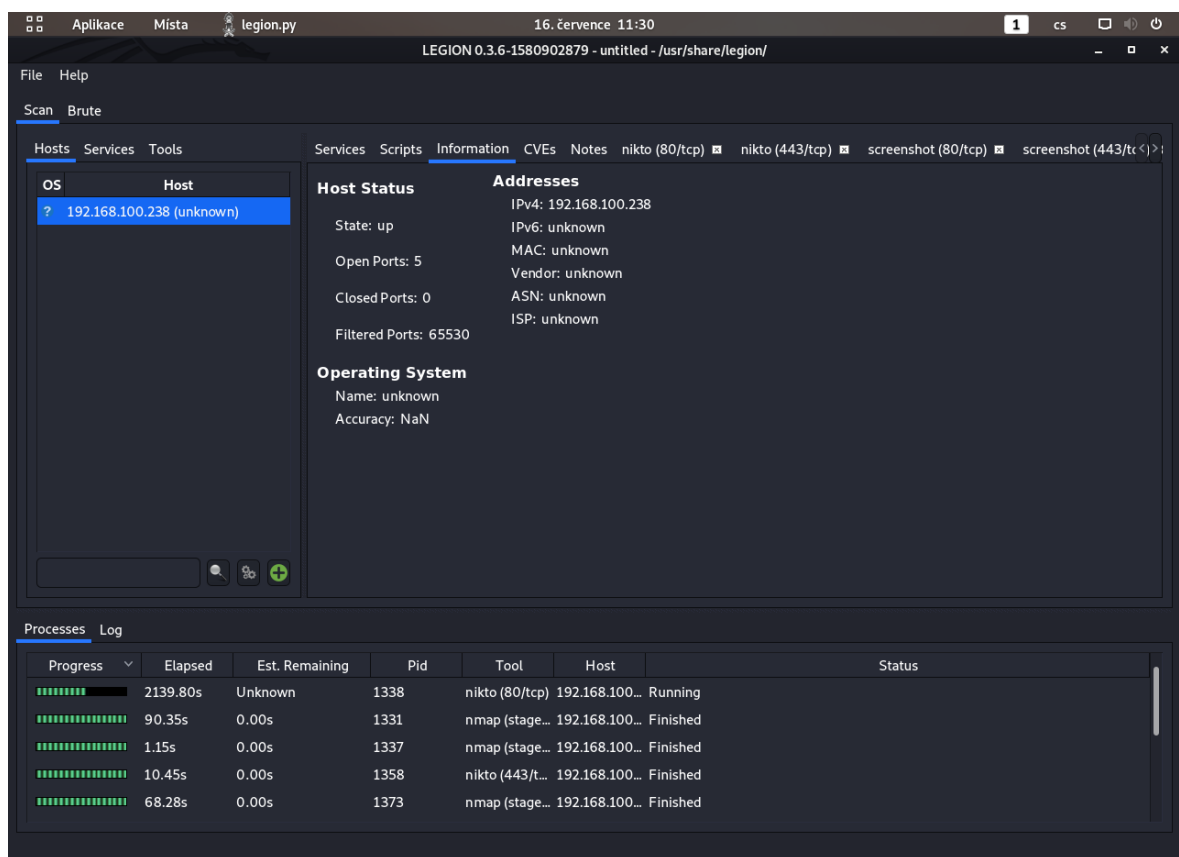 Aplikace Místa legion.py 16. července 11:30 1 cs
LEGION 0.3.6-1580902879 - untitled - /usr/share/legion/
File Help
Scan Brute
Hosts Services Tools
OS Host
? 192.168.100.238 (unknown)
Services Scripts Information CVEs Notes nikto (80/tcp) nikto (443/tcp) screenshot (80/tcp) screenshot (443/tc
Host Status
State: up
Open Ports: 5
Closed Ports: 0
Filtered Ports: 65530
Addresses
IPv4: 192.168.100.238
IPv6: unknown
MAC: unknown
Vendor: unknown
ASN: unknown
ISP: unknown
Operating System
Name: unknown
Accuracy: NaN
Processes Log
Progress Elapsed Est. Remaining Pid Tool Host Status
2139.80s Unknown 1338 nikto (80/tcp) 192.168.100... Running
90.35s 0.00s 1331 nmap (stage... 192.168.100... Finished
1.15s 0.00s 1337 nmap (stage... 192.168.100... Finished
10.45s 0.00s 1358 nikto (443/t... 192.168.100... Finished
68.28s 0.00s 1373 nmap (stage... 192.168.100... Finished